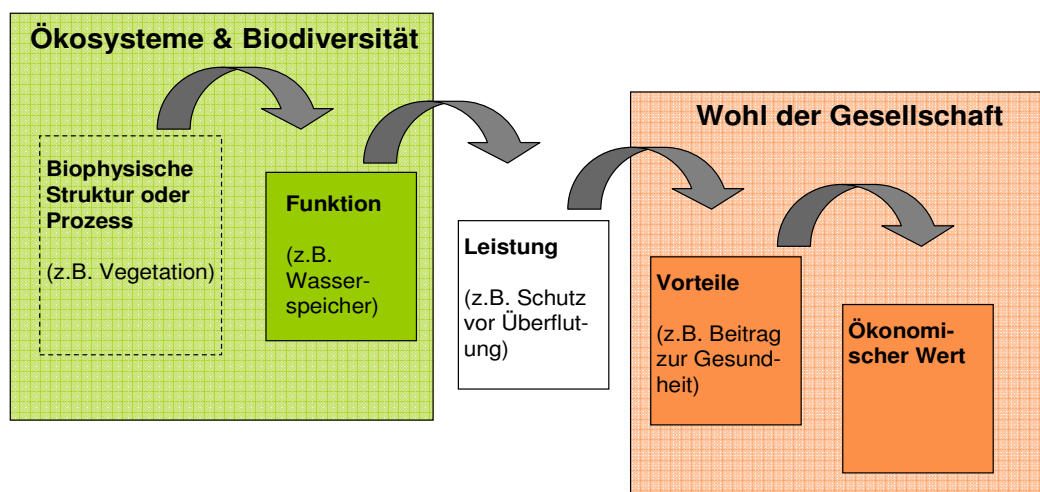 Ökosysteme & Biodiversität
Biophysische
Struktur oder
Prozess
(z.B. Vegetation)
Funktion
(z.B.
Wasser-
speicher)
Leistung
(z.B. Schutz
vor Überflut-
ung)
Wohl der Gesellschaft
Vorteile
(z.B. Beitrag
zur Gesund-
heit)
Ökonomi-
scher Wert